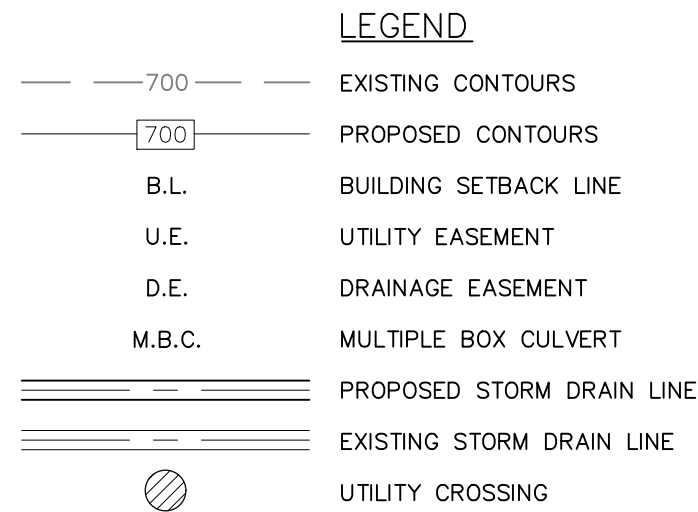 LEGEND
700 EXISTING CONTOURS
700 PROPOSED CONTOURS
B.L. BUILDING SETBACK LINE
U.E. UTILITY EASEMENT
D.E. DRAINAGE EASEMENT
M.B.C. MULTIPLE BOX CULVERT
PROPOSED STORM DRAIN LINE
EXISTING STORM DRAIN LINE
UTILITY CROSSING